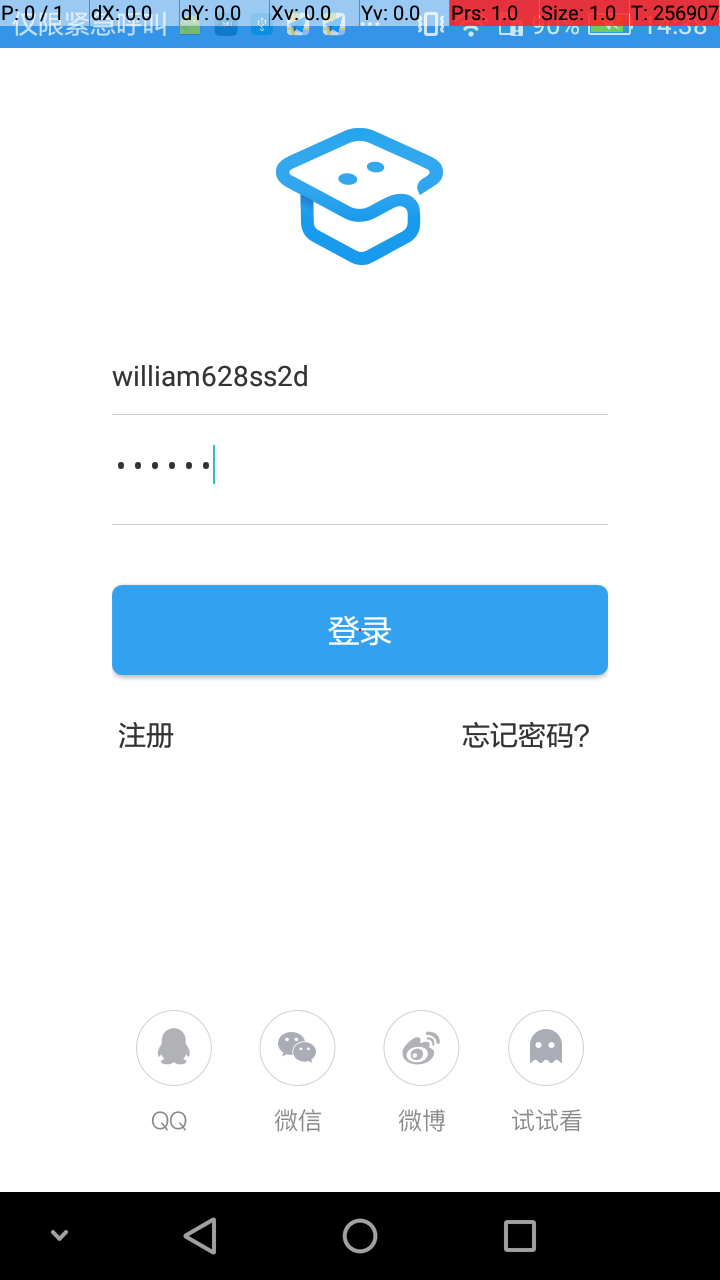 P: 0 / 1 dX: 0.0 dY: 0.0 Xv: 0.0 Yv: 0.0 Prs: 1.0 Size: 1.0 T: 256907
仅限紧急呼叫 90% 14:38
william628ss2d
登录
注册 忘记密码?
QQ 微信 微博 试试看